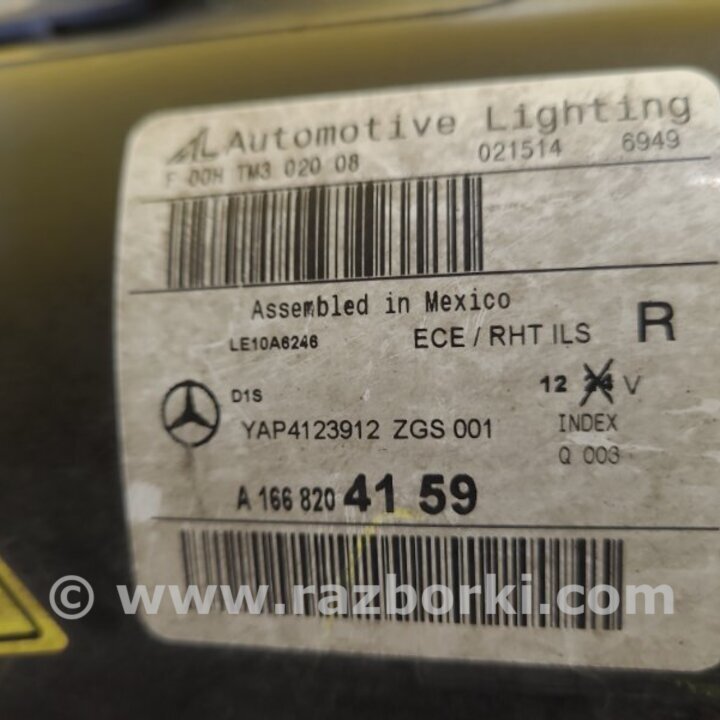 AL Automotive Lighting
F 00H TM3 020 08 021514 6949
Assembled in Mexico
LE10A6246 ECE / RHT ILS R
D1S 12 24 V
YAP4123912 ZGS 001 INDEX
Q 003
A 166 820 41 59
© www.razborki.com